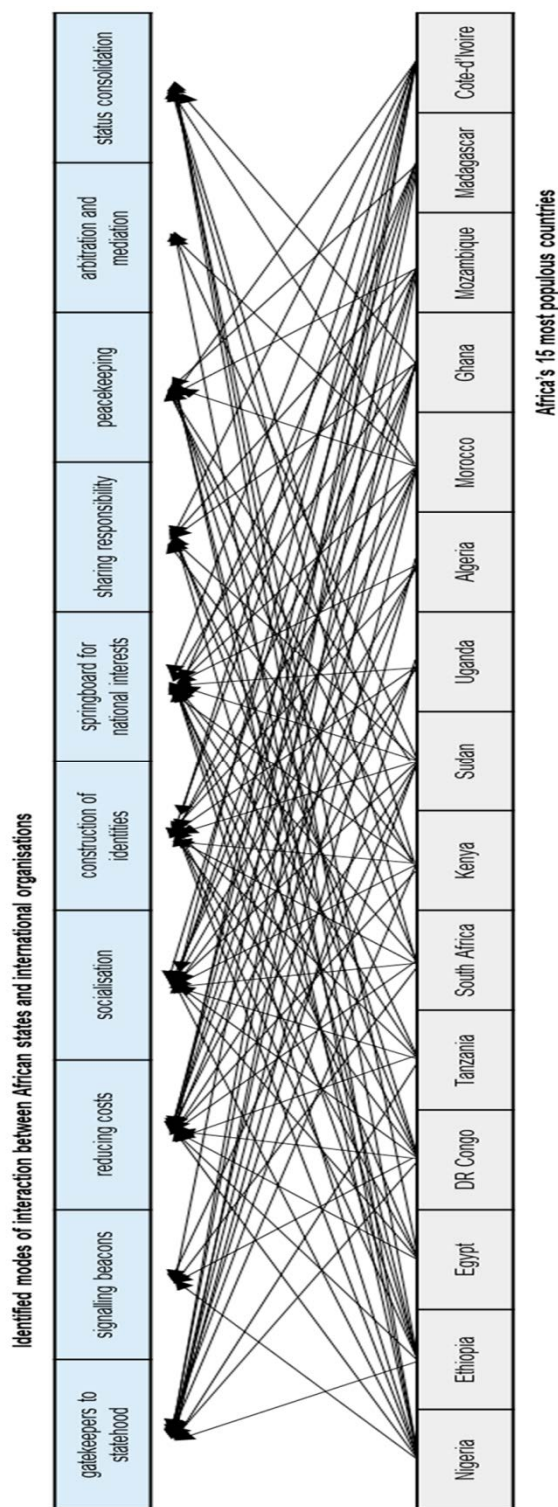 Identified modes of interaction between African states and international organisations
gatekeepers to
statehood
signalling beacons
reducing costs
socialisation
construction of
identities
springboard for
national interests
sharing responsibility
peacekeeping
arbitration and
mediation
status consolidation
Nigeria
Ethiopia
Egypt
DR Congo
Tanzania
South Africa
Kenya
Sudan
Uganda
Algeria
Morocco
Ghana
Mozambique
Madagascar
Cote-d'Ivoire
Africa's 15 most populous countries